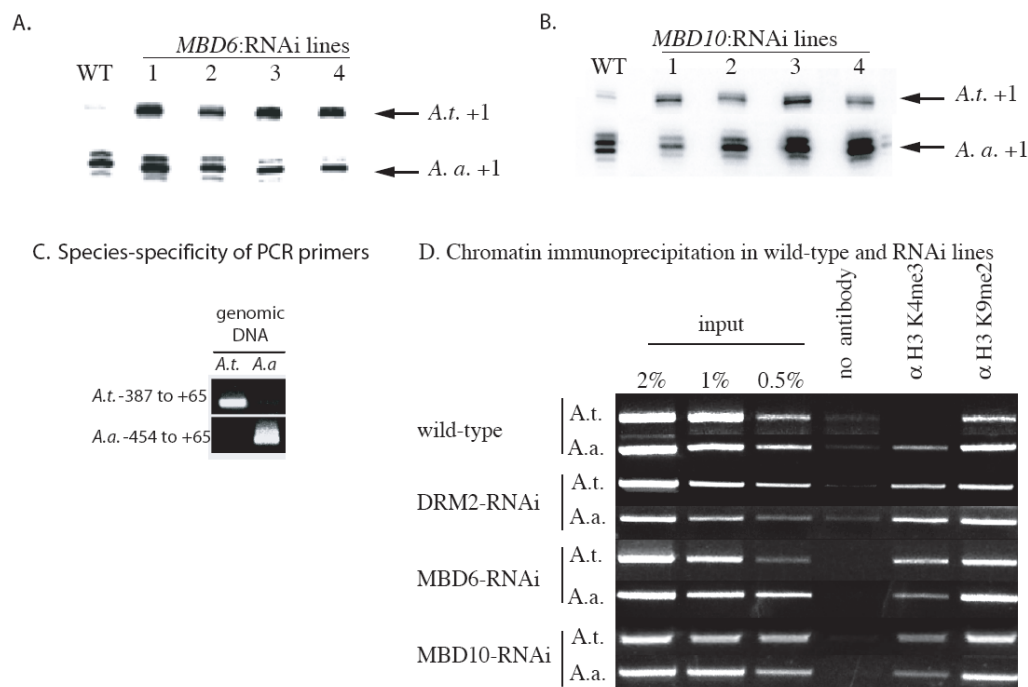 A.
MBD6:RNAi lines
WT 1 2 3 4
A.t. +1
A. a. +1
B.
MBD10:RNAi lines
WT 1 2 3 4
A.t. +1
A. a. +1
C. Species-specificity of PCR primers
genomic
DNA
A.t. A.a
A.t. -387 to +65
A.a. -454 to +65
D. Chromatin immunoprecipitation in wild-type and RNAi lines
input
2% 1% 0.5%
no antibody
α H3 K4me3
α H3 K9me2
wild-type
A.t.
A.a.
DRM2-RNAi
A.t.
A.a.
MBD6-RNAi
A.t.
A.a.
MBD10-RNAi
A.t.
A.a.